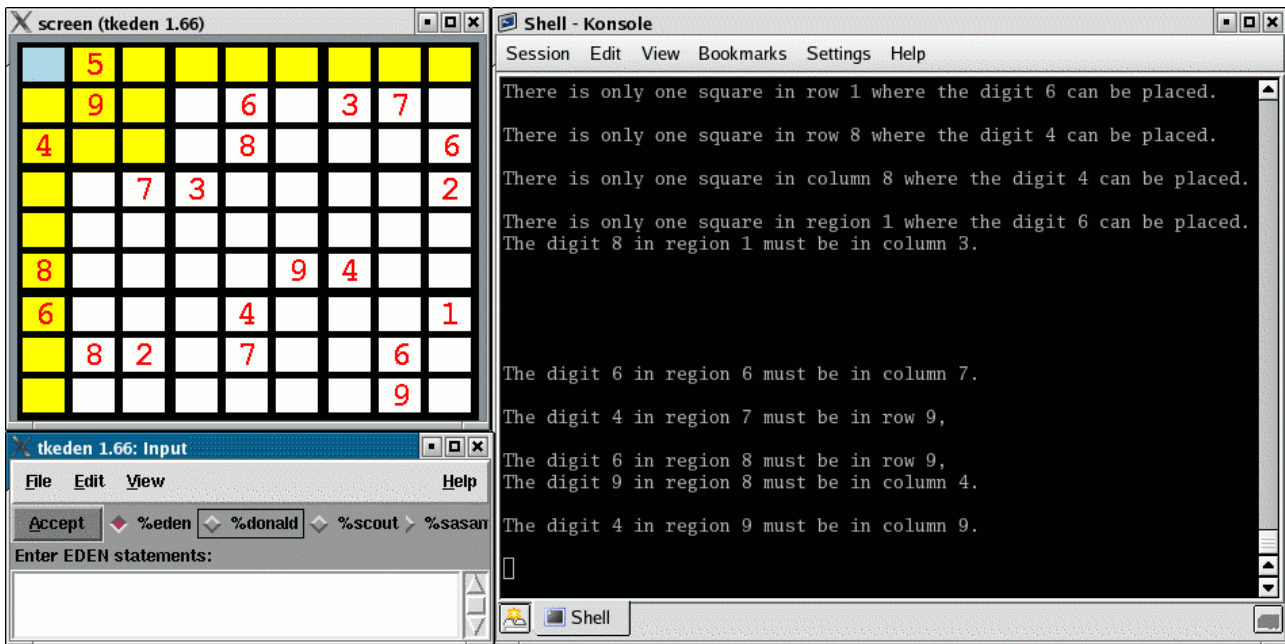 screen (tkeden 1.66)
5
9 6 3 7
4 8 6
7 3 2
8 9 4
6 4 1
8 2 7 6
9
tkeden 1.66: Input
File Edit View Help
Accept %eden %donald %scout %sasan
Enter EDEN statements:
Shell - Konsole
Session Edit View Bookmarks Settings Help
There is only one square in row 1 where the digit 6 can be placed.
There is only one square in row 8 where the digit 4 can be placed.
There is only one square in column 8 where the digit 4 can be placed.
There is only one square in region 1 where the digit 6 can be placed.
The digit 8 in region 1 must be in column 3.
The digit 6 in region 6 must be in column 7.
The digit 4 in region 7 must be in row 9,
The digit 6 in region 8 must be in row 9,
The digit 9 in region 8 must be in column 4.
The digit 4 in region 9 must be in column 9.
Shell